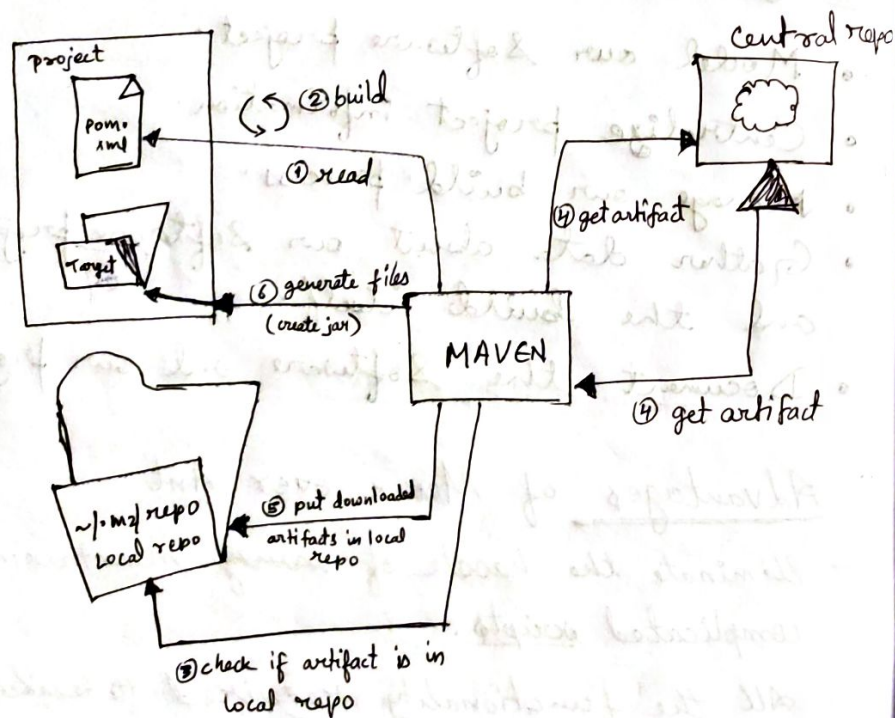 central repo
project
② build
pom.
xml
① read
④ get artifact
Target
⑥ generate files
(create jar)
MAVEN
④ get artifact
~/.m2/repo
Local repo
⑤ put downloaded
artifacts in local
repo
③ check if artifact is in
local repo